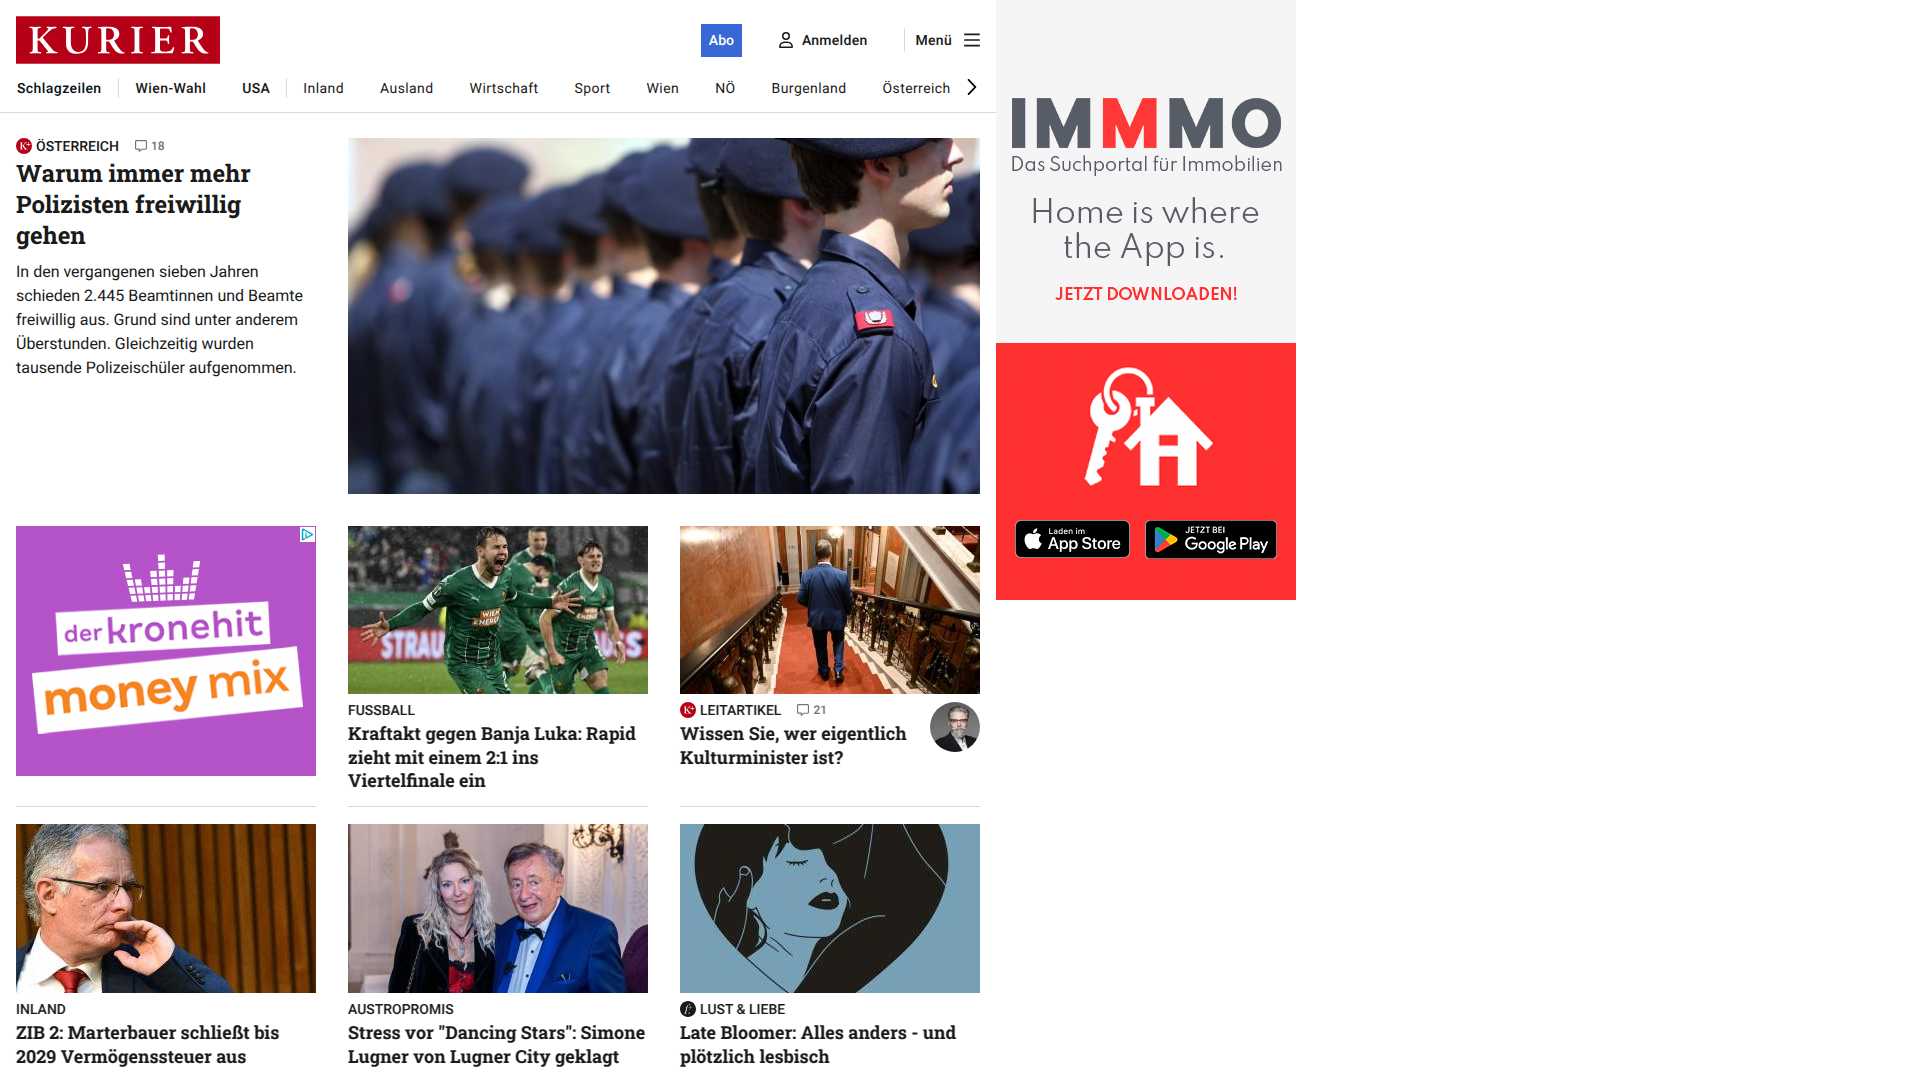 KURIER
Abo
Anmelden
Menü
Schlagzeilen
Wien-Wahl
USA
Inland
Ausland
Wirtschaft
Sport
Wien
NÖ
Burgenland
Österreich
K+ ÖSTERREICH 18
Warum immer mehr
Polizisten freiwillig
gehen
In den vergangenen sieben Jahren
schieden 2.445 Beamtinnen und Beamte
freiwillig aus. Grund sind unter anderem
Überstunden. Gleichzeitig wurden
tausende Polizeischüler aufgenommen.
IMMMO
Das Suchportal für Immobilien
Home is where
the App is.
JETZT DOWNLOADEN!
Laden im
App Store
JETZT BEI
Google Play
der kronehit
money mix
WIEN
ENERGIE
STRAU
FUSSBALL
Kraftakt gegen Banja Luka: Rapid
zieht mit einem 2:1 ins
Viertelfinale ein
K+ LEITARTIKEL 21
Wissen Sie, wer eigentlich
Kulturminister ist?
INLAND
ZIB 2: Marterbauer schließt bis
2029 Vermögenssteuer aus
AUSTROPROMIS
Stress vor "Dancing Stars": Simone
Lugner von Lugner City geklagt
LUST & LIEBE
Late Bloomer: Alles anders - und
plötzlich lesbisch